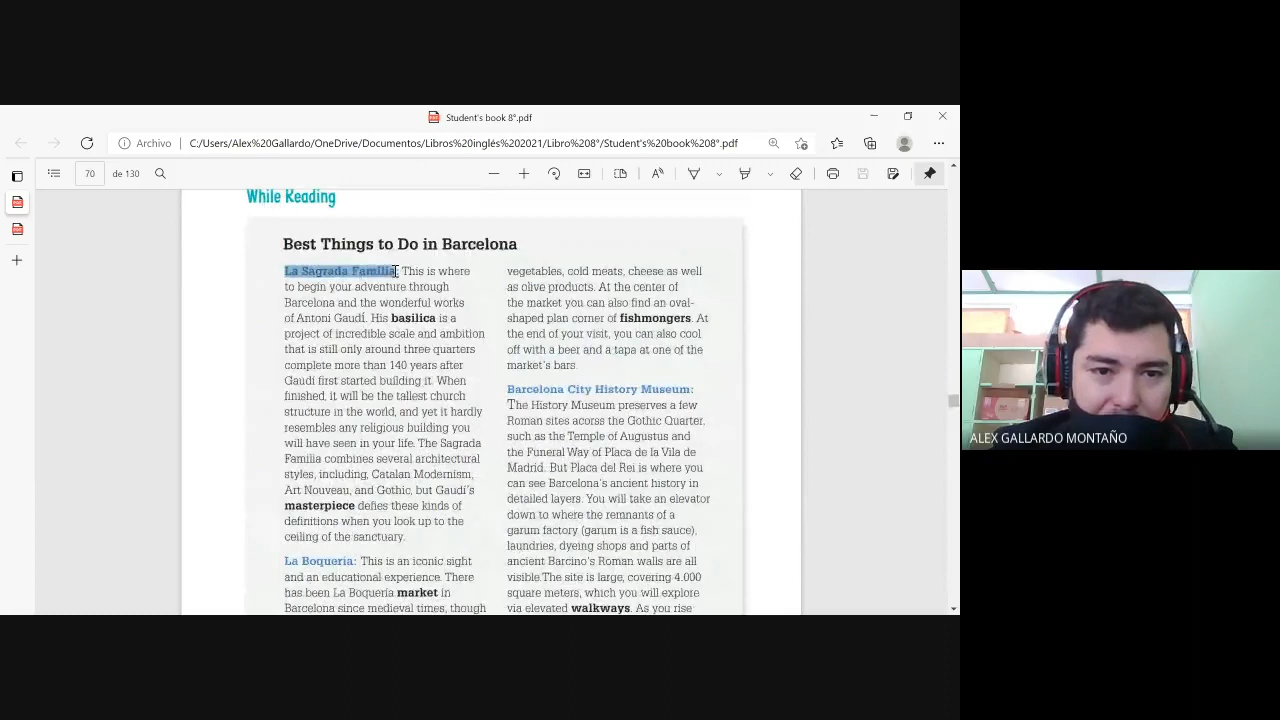 Student's book 8°.pdf
Archivo
C:/Users/Alex%20Gallardo/OneDrive/Documentos/Libros%20inglés%202021/Libro%208°/Student's%20book%208°.pdf
70 de 130
While Reading
Best Things to Do in Barcelona
La Sagrada Familia: This is where
to begin your adventure through
Barcelona and the wonderful works
of Antoni Gaudí. His basilica is a
project of incredible scale and ambition
that is still only around three quarters
complete more than 140 years after
Gaudí first started building it. When
finished, it will be the tallest church
structure in the world, and yet it hardly
resembles any religious building you
will have seen in your life. The Sagrada
Familia combines several architectural
styles, including, Catalan Modernism,
Art Nouveau, and Gothic, but Gaudí's
masterpiece defies these kinds of
definitions when you look up to the
ceiling of the sanctuary.
La Boqueria: This is an iconic sight
and an educational experience. There
has been La Boquería market in
Barcelona since medieval times, though
vegetables, cold meats, cheese as well
as olive products. At the center of
the market you can also find an oval-
shaped plan corner of fishmongers. At
the end of your visit, you can also cool
off with a beer and a tapa at one of the
market's bars.
Barcelona City History Museum:
The History Museum preserves a few
Roman sites acorss the Gothic Quarter,
such as the Temple of Augustus and
the Funeral Way of Placa de la Vila de
Madrid. But Placa del Rei is where you
can see Barcelona's ancient history in
detailed layers. You will take an elevator
down to where the remnants of a
garum factory (garum is a fish sauce),
laundries, dyeing shops and parts of
ancient Barcino's Roman walls are all
visible.The site is large, covering 4.000
square meters, which you will explore
via elevated walkways. As you rise
ALEX GALLARDO MONTAÑO